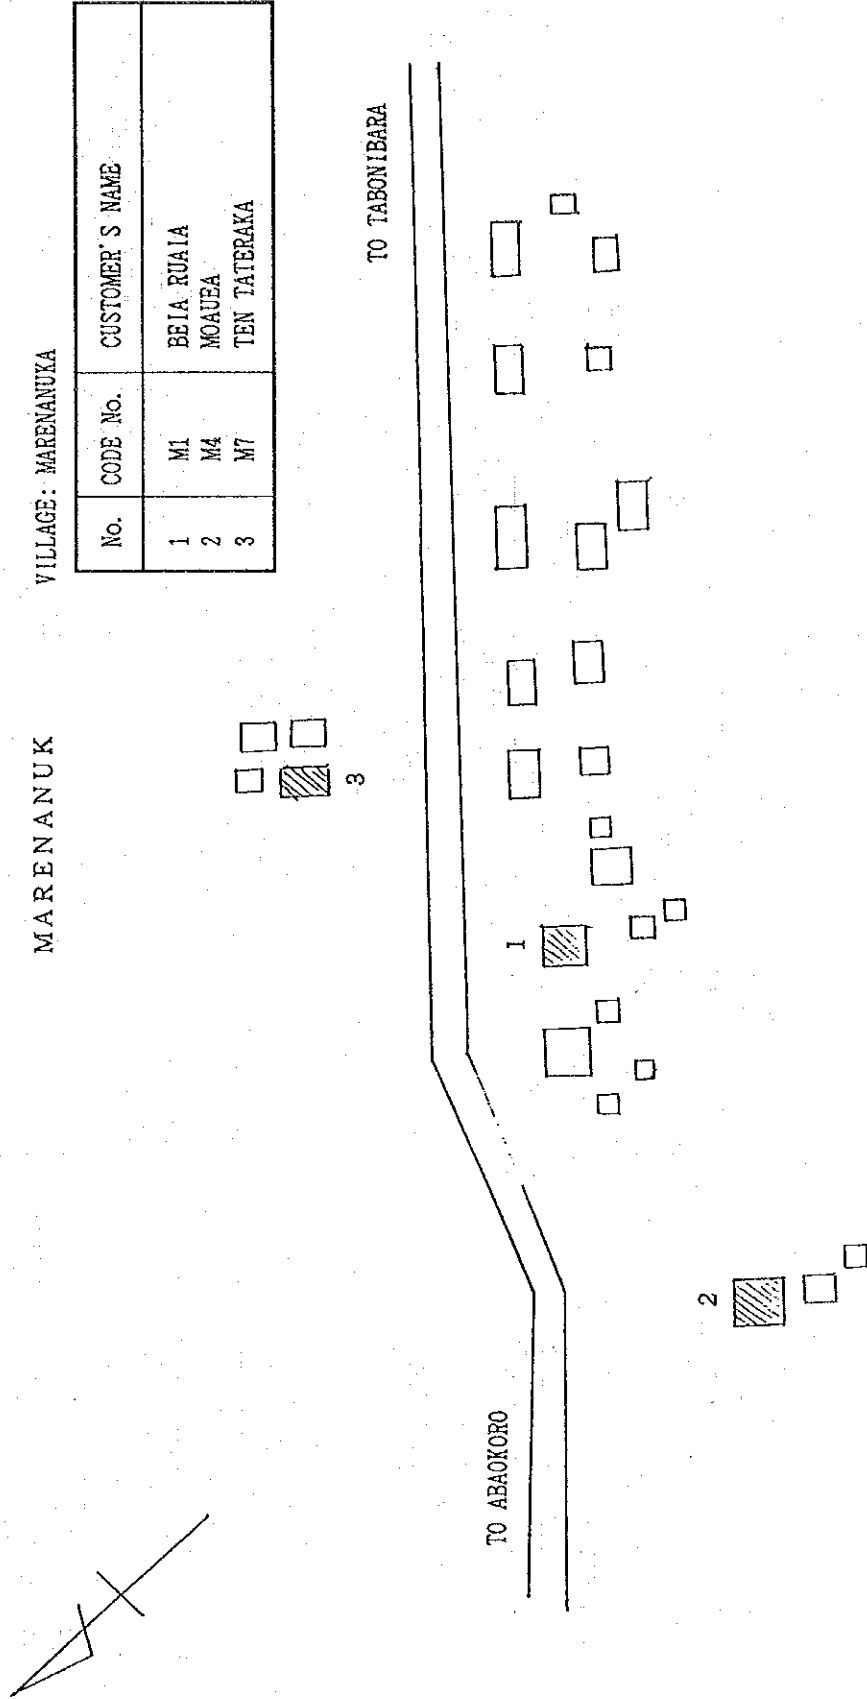 MARENANUK
VILLAGE: MARENANUKA
No. CODE No. CUSTOMER'S NAME
1 M1 BEIA RUAIA
2 M4 MOAUEA
3 M7 TEN TATERAKA
3
TO TABONIBARA
1
TO ABAOKORO
2